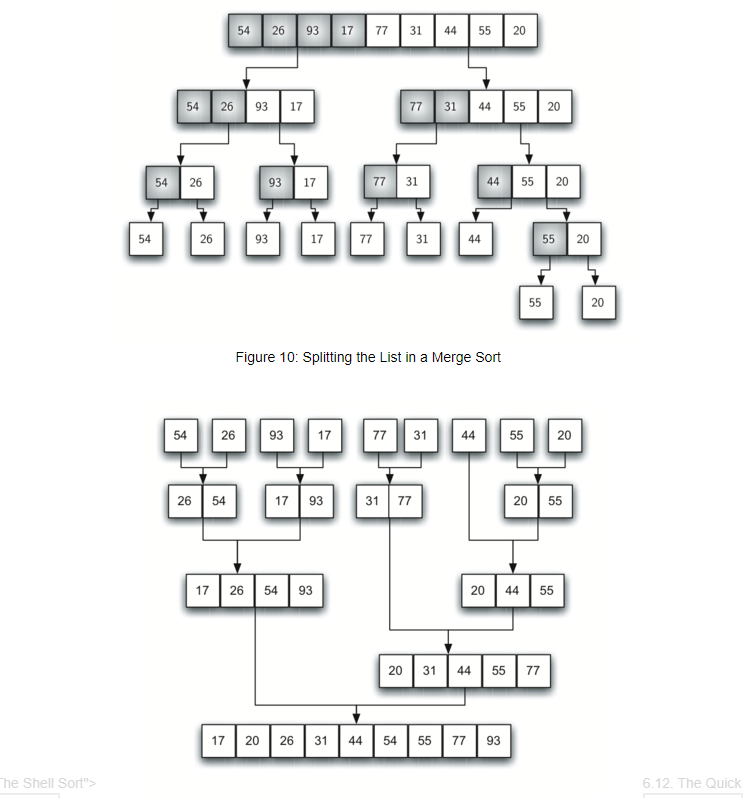 54 26 93 17 77 31 44 55 20
54 26 93 17 77 31 44 55 20
54 26 93 17 77 31 44 55 20
54 26 93 17 77 31 44 55 20
55 20
Figure 10: Splitting the List in a Merge Sort
54 26 93 17 77 31 44 55 20
26 54 17 93 31 77 20 55
17 26 54 93 20 44 55
20 31 44 55 77
17 20 26 31 44 54 55 77 93
The Shell Sort"> 6.12. The Quick